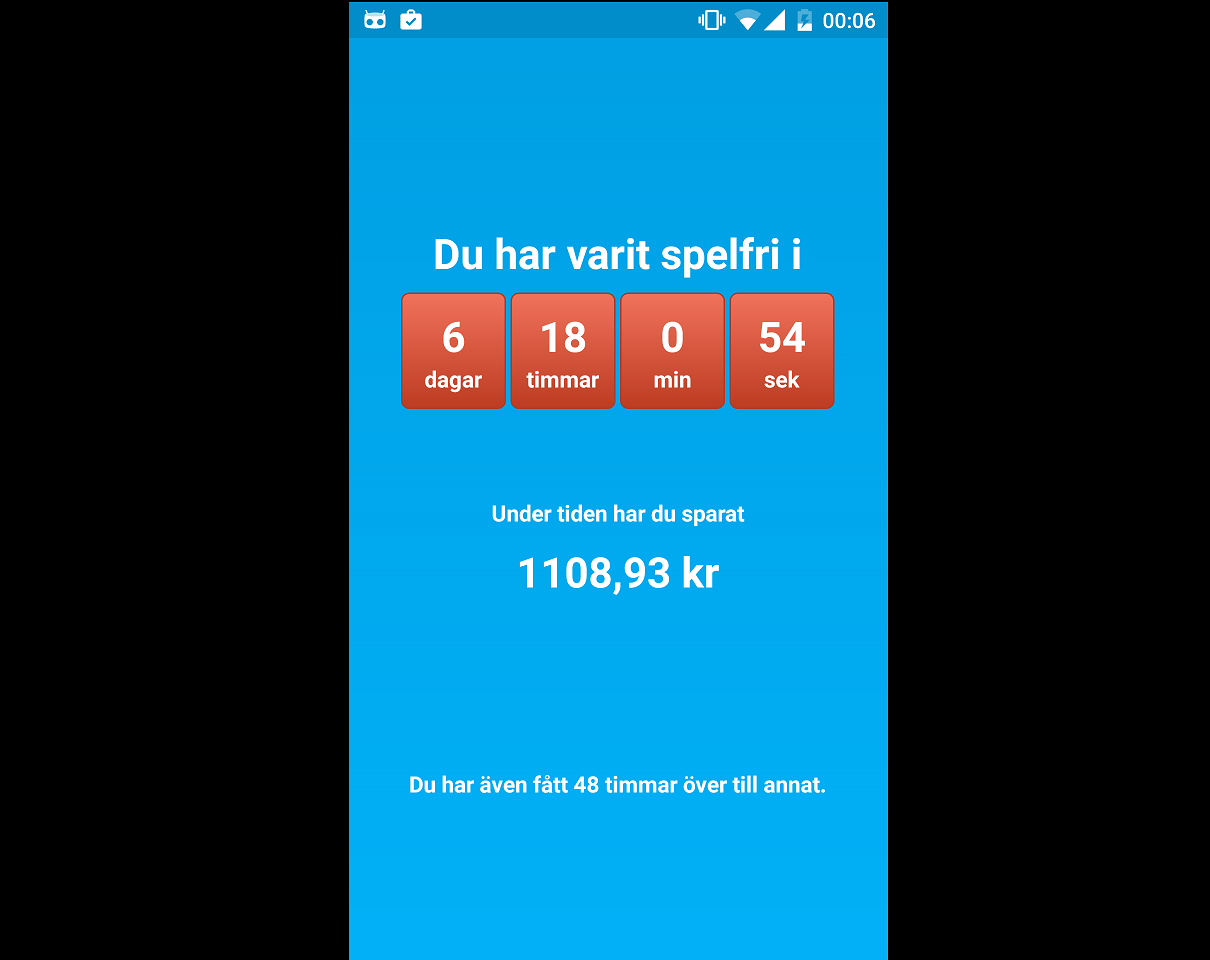 00:06
Du har varit spelfri i
6 18 0 54
dagar timmar min sek
Under tiden har du sparat
1108,93 kr
Du har även fått 48 timmar över till annat.